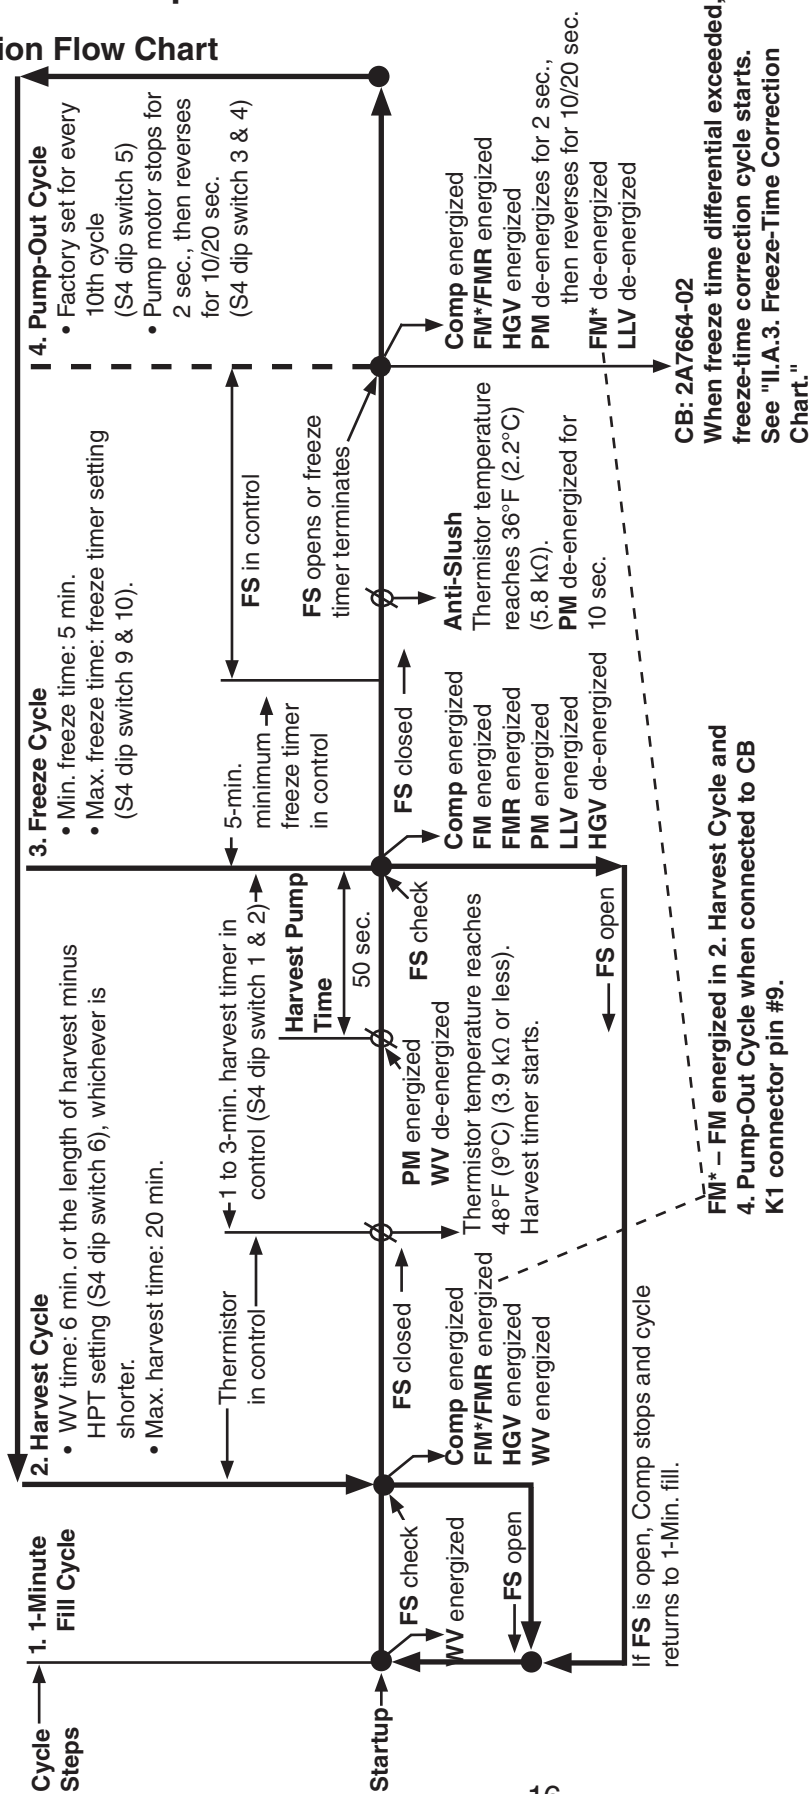 ion Flow Chart
Cycle
Steps
1. 1-Minute
Fill Cycle
2. Harvest Cycle
• WV time: 6 min. or the length of harvest minus
HPT setting (S4 dip switch 6), whichever is
shorter.
• Max. harvest time: 20 min.
3. Freeze Cycle
• Min. freeze time: 5 min.
• Max. freeze time: freeze timer setting
(S4 dip switch 9 & 10).
4. Pump-Out Cycle
• Factory set for every
10th cycle
(S4 dip switch 5)
• Pump motor stops for
2 sec., then reverses
for 10/20 sec.
(S4 dip switch 3 & 4)
Thermistor
in control
1 to 3-min. harvest timer in
control (S4 dip switch 1 & 2)
Harvest Pump
Time
50 sec.
5-min.
minimum
freeze timer
in control
FS in control
FS opens or freeze
timer terminates
Startup
FS check
WV energized
FS open
FS closed
Comp energized
FM*/FMR energized
HGV energized
WV energized
Thermistor temperature reaches
48°F (9°C) (3.9 kΩ or less).
Harvest timer starts.
PM energized
WV de-energized
FS check
FS open
FS closed
Comp energized
FM energized
FMR energized
PM energized
LLV energized
HGV de-energized
Anti-Slush
Thermistor temperature
reaches 36°F (2.2°C)
(5.8 kΩ).
PM de-energized for
10 sec.
Comp energized
FM*/FMR energized
HGV energized
PM de-energizes for 2 sec.,
then reverses for 10/20 sec.
FM* de-energized
LLV de-energized
If FS is open, Comp stops and cycle
returns to 1-Min. fill.
FM* – FM energized in 2. Harvest Cycle and
4. Pump-Out Cycle when connected to CB
K1 connector pin #9.
CB: 2A7664-02
When freeze time differential exceeded,
freeze-time correction cycle starts.
See "II.A.3. Freeze-Time Correction
Chart."